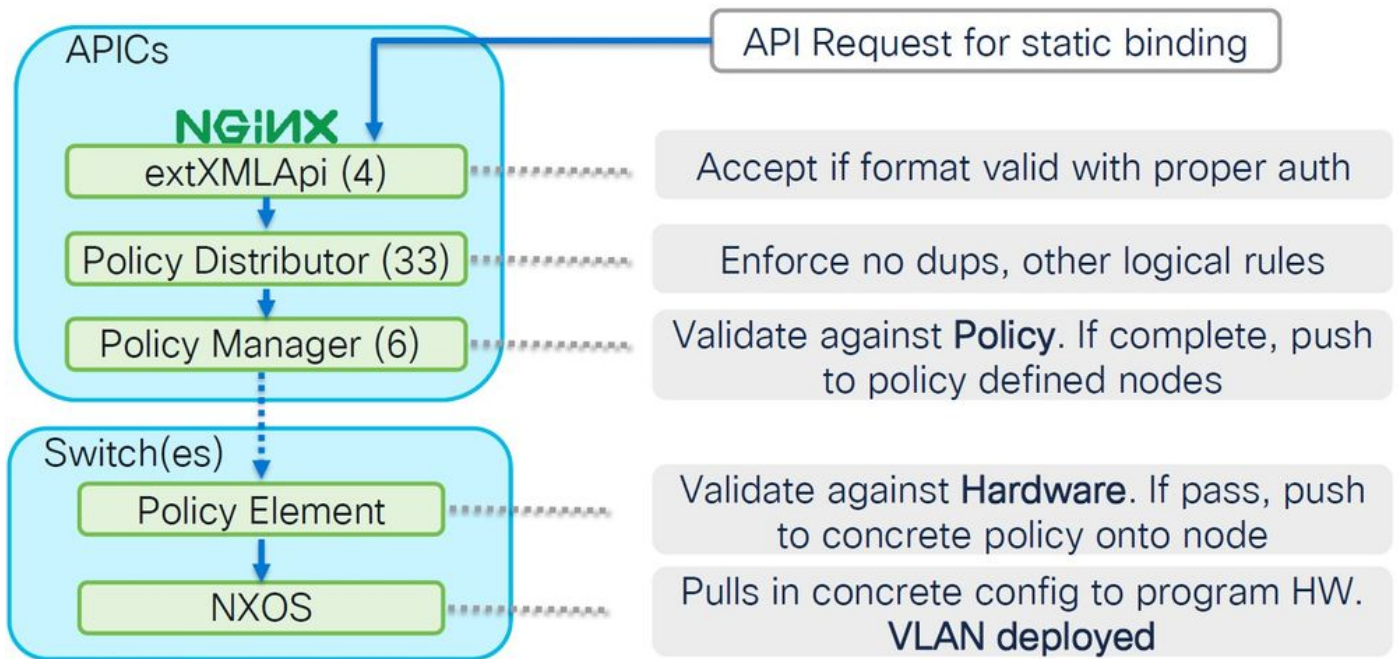 APICs
API Request for static binding
NGiNX
extXMLApi (4)
Accept if format valid with proper auth
Policy Distributor (33)
Enforce no dups, other logical rules
Policy Manager (6)
Validate against Policy. If complete, push
to policy defined nodes
Switch(es)
Policy Element
Validate against Hardware. If pass, push
to concrete policy onto node
NXOS
Pulls in concrete config to program HW.
VLAN deployed